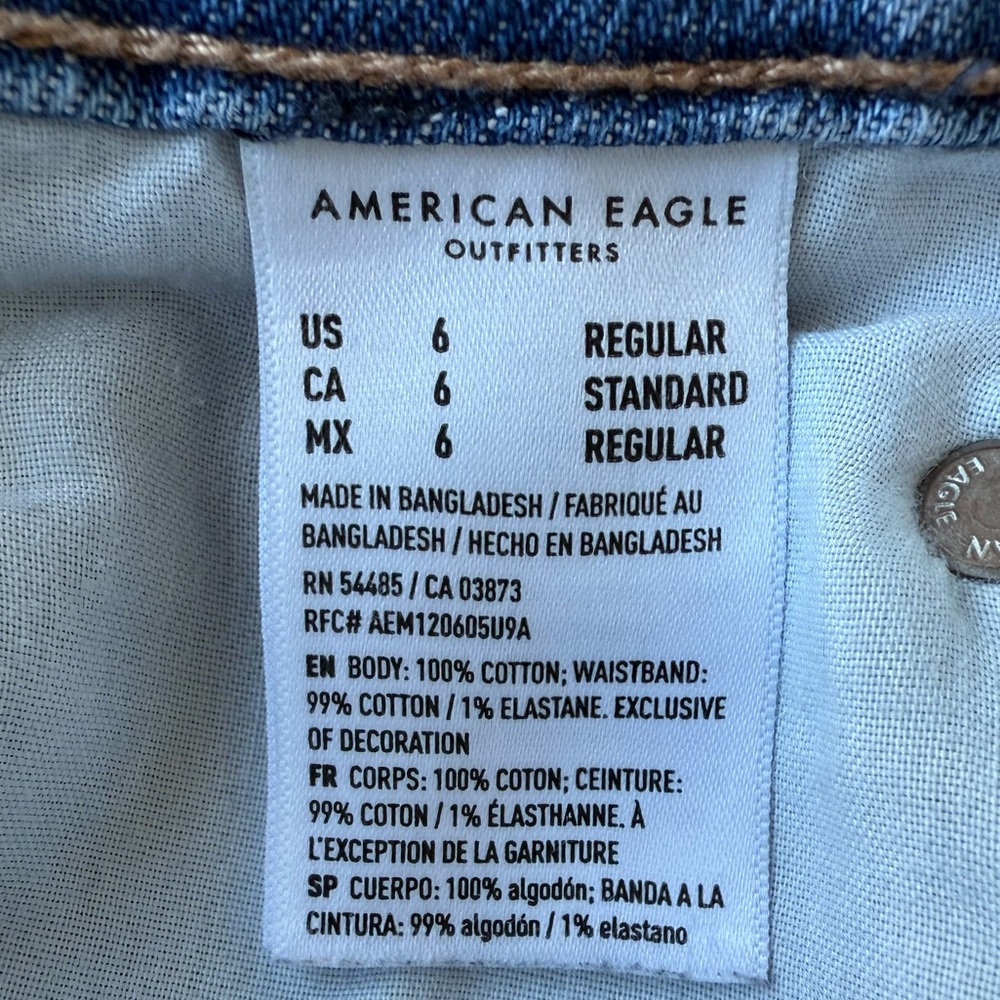 AMERICAN EAGLE
OUTFITTERS
US 6 REGULAR
CA 6 STANDARD
MX 6 REGULAR
MADE IN BANGLADESH / FABRIQUÉ AU
BANGLADESH / HECHO EN BANGLADESH
RN 54485 / CA 03873
RFC# AEM120605U9A
EN BODY: 100% COTTON; WAISTBAND:
99% COTTON / 1% ELASTANE. EXCLUSIVE
OF DECORATION
FR CORPS: 100% COTON; CEINTURE:
99% COTON / 1% ÉLASTHANNE. À
L'EXCEPTION DE LA GARNITURE
SP CUERPO: 100% algodón; BANDA A LA
CINTURA: 99% algodón / 1% elastano
EAGLE